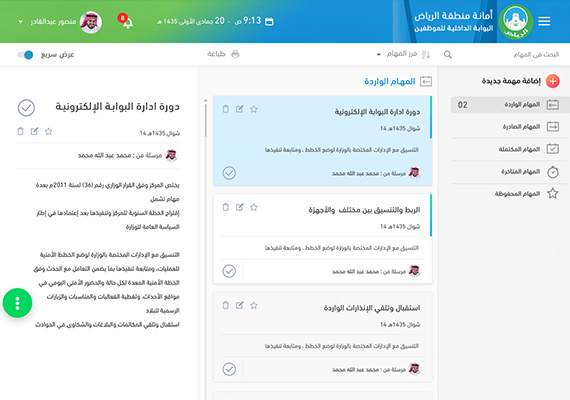 أمانة منطقة الرياض
البوابة الداخلية للموظفين
الرياض
9:13 ص - 20 جمادى الأولى 1435 هـ
8
منصور عبدالقادر
البحث فى المهام
فرز المهام
طباعة
عرض سريع
إضافة مهمة جديدة
المهام الواردة 02
المهام الصادرة
المهام المكتملة
المهام المتاخرة
المهام المحفوظة
المهام الواردة
دورة ادارة البوابة الإلكترونية
14 شوال 1435هـ
التنسيق مع الإدارات المختصة بالوزارة لوضع الخطط ، ومتابعة تنفيذها
مرسلة من : محمد عبد الله محمد
الربط والتنسيق بين مختلف والأجهزة
14 شوال 1435هـ
التنسيق مع الإدارات المختصة بالوزارة لوضع الخطط ، ومتابعة تنفيذها
مرسلة من : محمد عبد الله محمد
استقبال وتلقي الإنذارات الواردة
14 شوال 1435هـ
التنسيق مع الإدارات المختصة بالوزارة لوضع الخطط ، ومتابعة تنفيذها
مرسلة من : محمد عبد الله محمد
دورة ادارة البوابة الإلكترونية
14 شوال 1435هـ
مرسلة من : محمد عبد الله محمد
يختص المركز وفق القرار الوزاري رقم (36) لسنة 2011م بعدة
مهام تشمل
إقتراح الخطة السنوية للمركز وتنفيذها بعد إعتمادها في إطار
السياسة العامة للوزارة
التنسيق مع الإدارات المختصة بالوزارة لوضع الخطط الأمنية
للعمليات، ومتابعة تنفيذها بما يضمن التعامل مع الحدث وفق
الخطة الأمنية المعدة لكل حالة والحضور الأمني اليومي في
مواقع الأحداث، وتغطية الفعاليات والمناسبات والزيارات
الرسمية للبلاد
استقبال وتلقي المكالمات والبلاغات والشكاوى في الحوادث